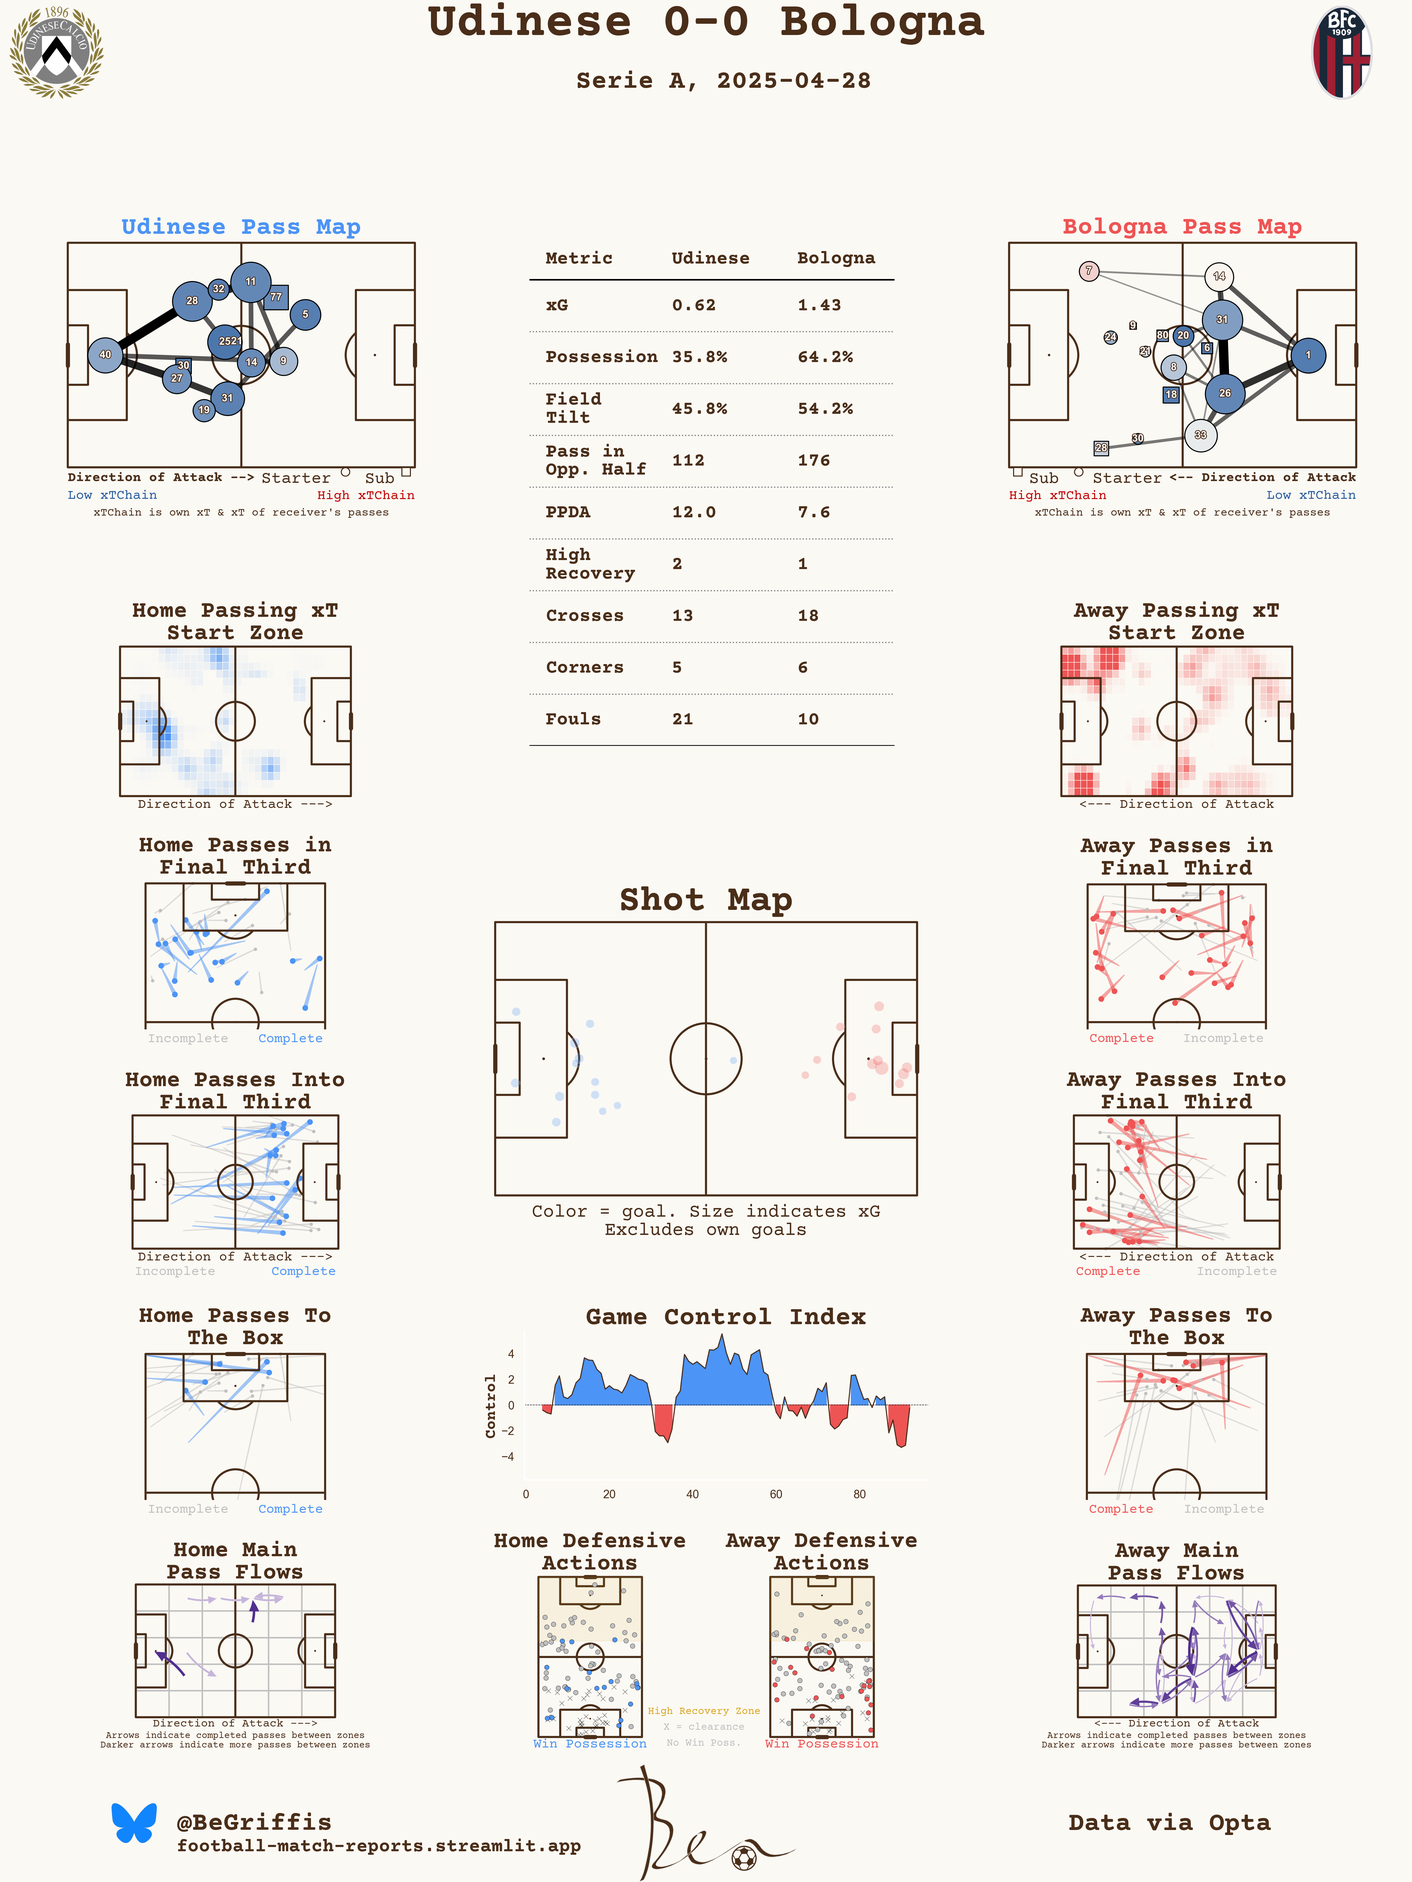 Udinese 0-0 Bologna
Serie A, 2025-04-28
1896
UDINESE CALCIO
BFC
1909
Udinese Pass Map
11
32
77
28
5
25
21
40
14
9
30
27
31
19
Direction of Attack --> Starter Sub
Low xTChain High xTChain
xTChain is own xT & xT of receiver's passes
Metric Udinese Bologna
xG 0.62 1.43
Possession 35.8% 64.2%
Field
Tilt 45.8% 54.2%
Pass in
Opp. Half 112 176
PPDA 12.0 7.6
High
Recovery 2 1
Crosses 13 18
Corners 5 6
Fouls 21 10
Bologna Pass Map
7
14
31
9
24
80
20
21
6
1
8
18
26
33
30
28
Sub Starter <-- Direction of Attack
High xTChain Low xTChain
xTChain is own xT & xT of receiver's passes
Home Passing xT
Start Zone
Direction of Attack --->
Away Passing xT
Start Zone
<--- Direction of Attack
Home Passes in
Final Third
Incomplete Complete
Away Passes in
Final Third
Complete Incomplete
Shot Map
Color = goal. Size indicates xG
Excludes own goals
Home Passes Into
Final Third
Direction of Attack --->
Incomplete Complete
Away Passes Into
Final Third
<--- Direction of Attack
Complete Incomplete
Home Passes To
The Box
Incomplete Complete
Game Control Index
Control
4
2
0
−2
−4
0 20 40 60 80
Away Passes To
The Box
Complete Incomplete
Home Main
Pass Flows
Direction of Attack --->
Arrows indicate completed passes between zones
Darker arrows indicate more passes between zones
Home Defensive
Actions
Win Possession
Away Defensive
Actions
Win Possession
High Recovery Zone
X = clearance
No Win Poss.
Away Main
Pass Flows
<--- Direction of Attack
Arrows indicate completed passes between zones
Darker arrows indicate more passes between zones
@BeGriffis
football-match-reports.streamlit.app
Ben
Data via Opta